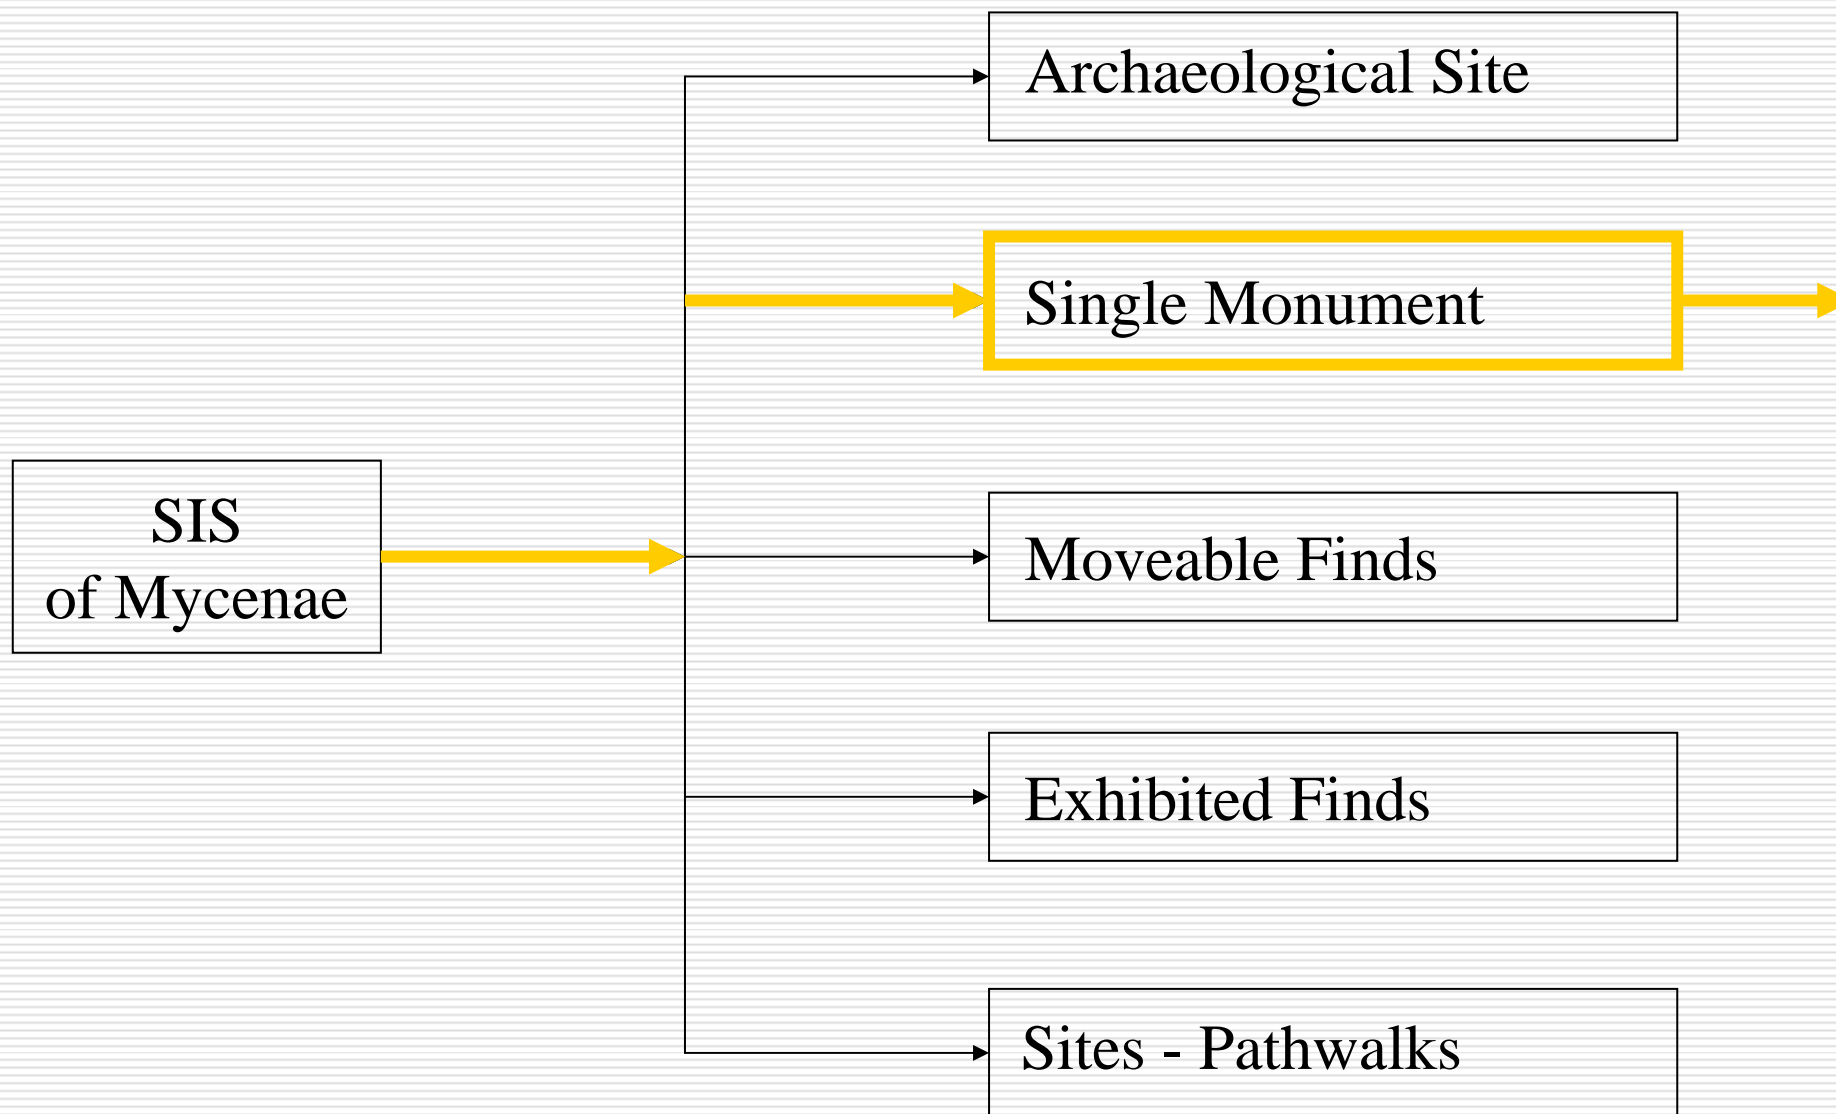 Archaeological Site
Single Monument
SIS
of Mycenae
Moveable Finds
Exhibited Finds
Sites - Pathwalks